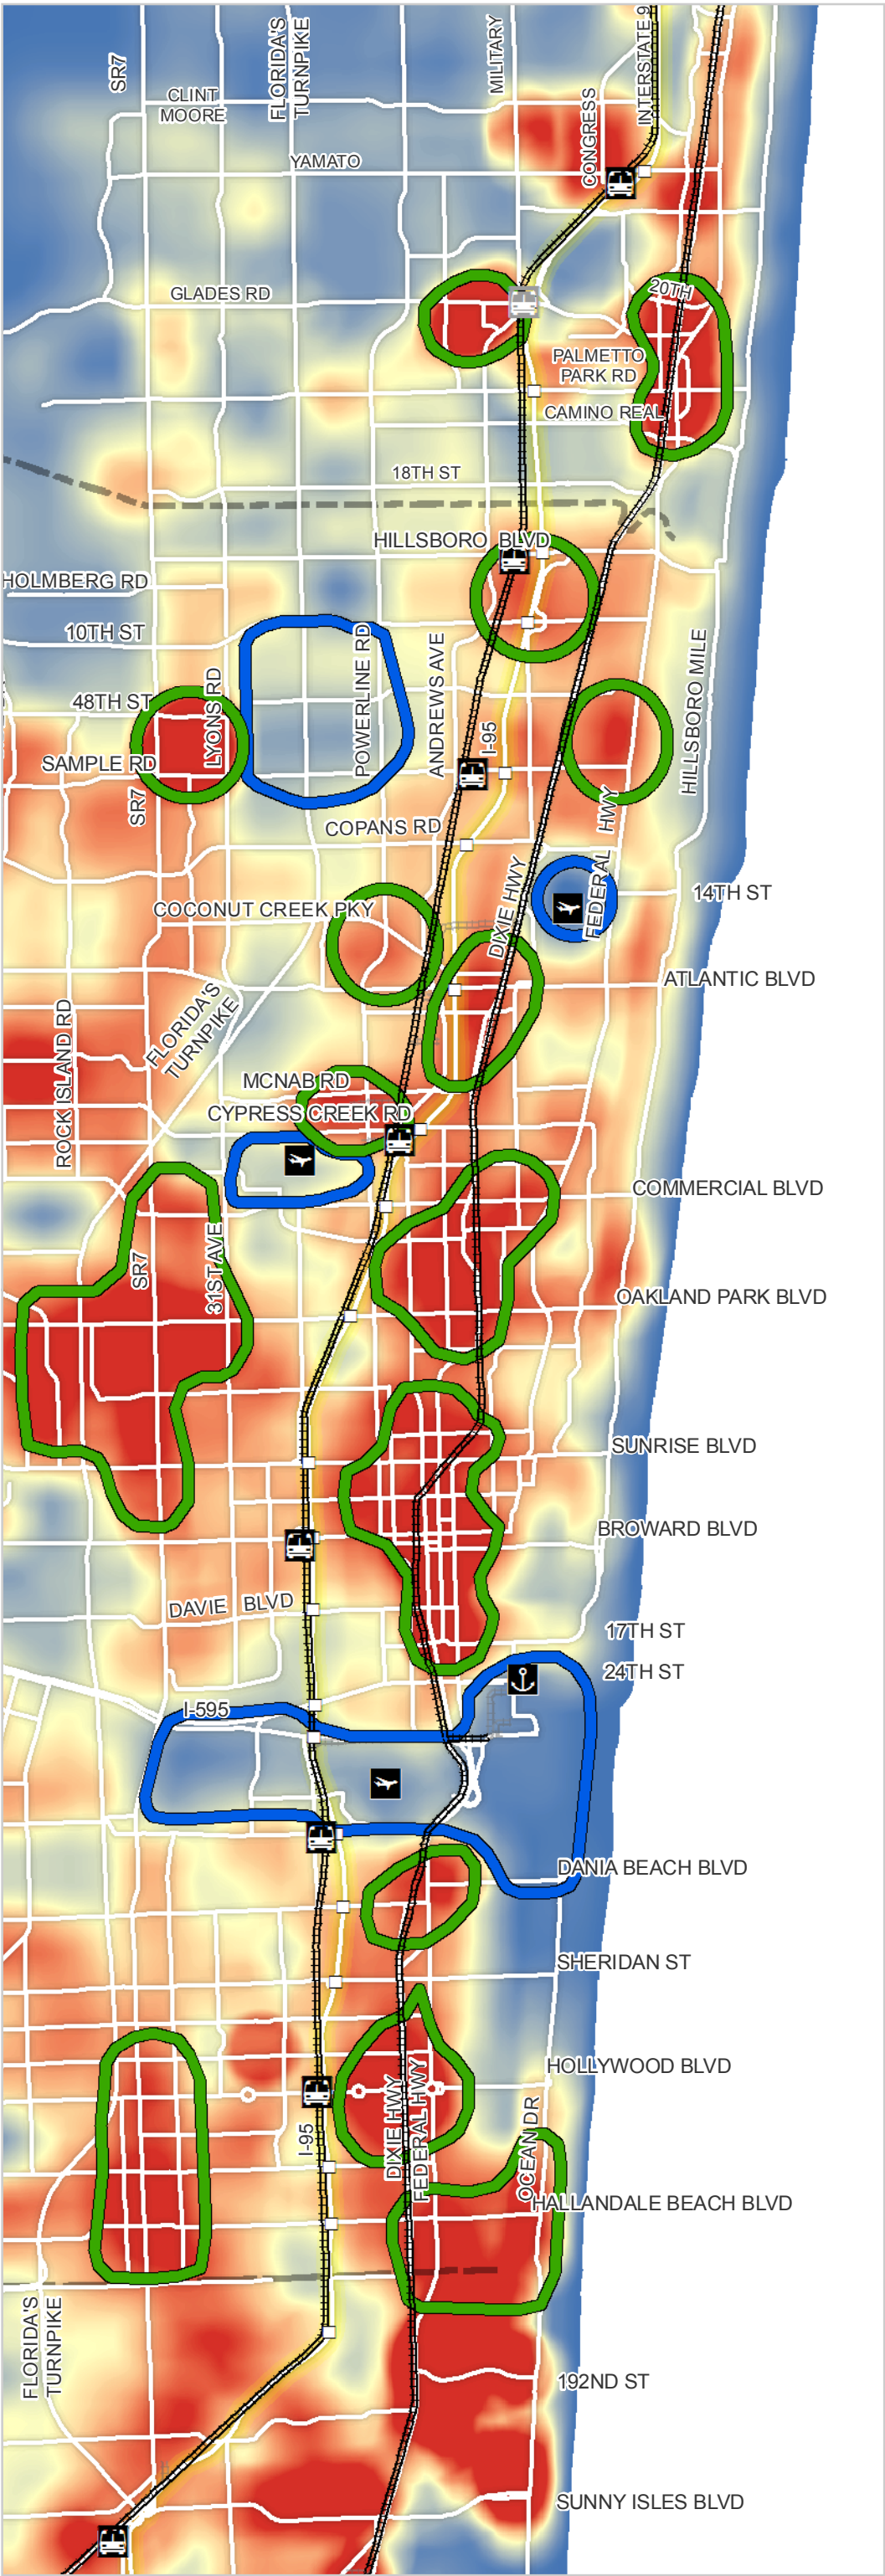 SR7
FLORIDA'S
TURNPIKE
MILITARY
INTERSTATE 9
CLINT
MOORE
CONGRESS
YAMATO
GLADES RD
20TH
PALMETTO
PARK RD
CAMINO REAL
18TH ST
HILLSBORO BLVD
HOLMBERG RD
10TH ST
POWERLINE RD
ANDREWS AVE
HILLSBORO MILE
48TH ST
LYONS RD
I-95
SAMPLE RD
SR7
COPANS RD
FEDERAL HWY
14TH ST
COCONUT CREEK PKY
DIXIE HWY
ATLANTIC BLVD
FLORIDA'S
TURNPIKE
ROCK ISLAND RD
MCNAB RD
CYPRESS CREEK RD
COMMERCIAL BLVD
SR7
31ST AVE
OAKLAND PARK BLVD
SUNRISE BLVD
BROWARD BLVD
DAVIE BLVD
17TH ST
24TH ST
I-595
DANIA BEACH BLVD
SHERIDAN ST
HOLLYWOOD BLVD
I-95
DIXIE HWY
FEDERAL HWY
OCEAN DR
HALLANDALE BEACH BLVD
FLORIDA'S
TURNPIKE
192ND ST
SUNNY ISLES BLVD